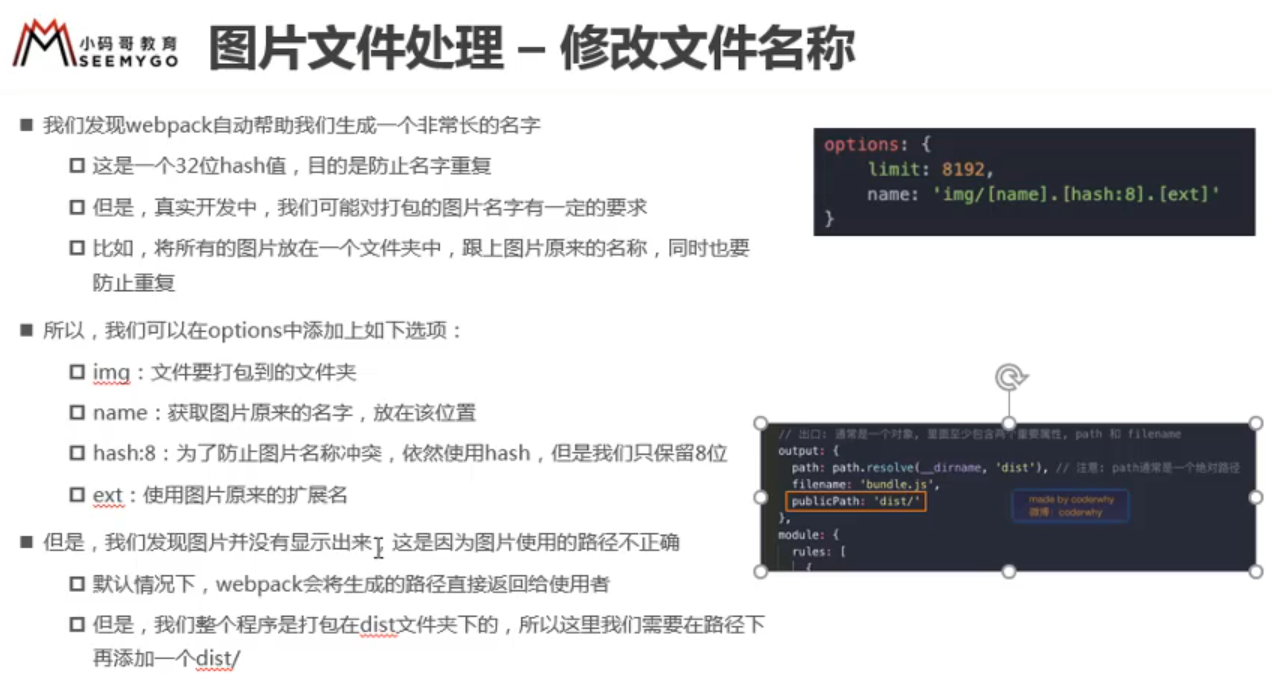 小码哥教育
SEEMYGO
图片文件处理 – 修改文件名称
■ 我们发现webpack自动帮助我们生成一个非常长的名字
这是一个32位hash值，目的是防止名字重复
但是，真实开发中，我们可能对打包的图片名字有一定的要求
比如，将所有的图片放在一个文件夹中，跟上图片原来的名称，同时也要
防止重复
■ 所以，我们可以在options中添加上如下选项：
img：文件要打包到的文件夹
name：获取图片原来的名字，放在该位置
hash:8：为了防止图片名称冲突，依然使用hash，但是我们只保留8位
ext：使用图片原来的扩展名
■ 但是，我们发现图片并没有显示出来，这是因为图片使用的路径不正确
默认情况下，webpack会将生成的路径直接返回给使用者
但是，我们整个程序是打包在dist文件夹下的，所以这里我们需要在路径下
再添加一个dist/
options: {
limit: 8192,
name: 'img/[name].[hash:8].[ext]'
}
// 出口: 通常是一个对象, 里面至少包含两个重要属性, path 和 filename
output: {
path: path.resolve(__dirname, 'dist'), // 注意: path通常是一个绝对路径
filename: 'bundle.js',
publicPath: 'dist/'
},
module: {
rules: [
{
made by coderwhy
微博: coderwhy